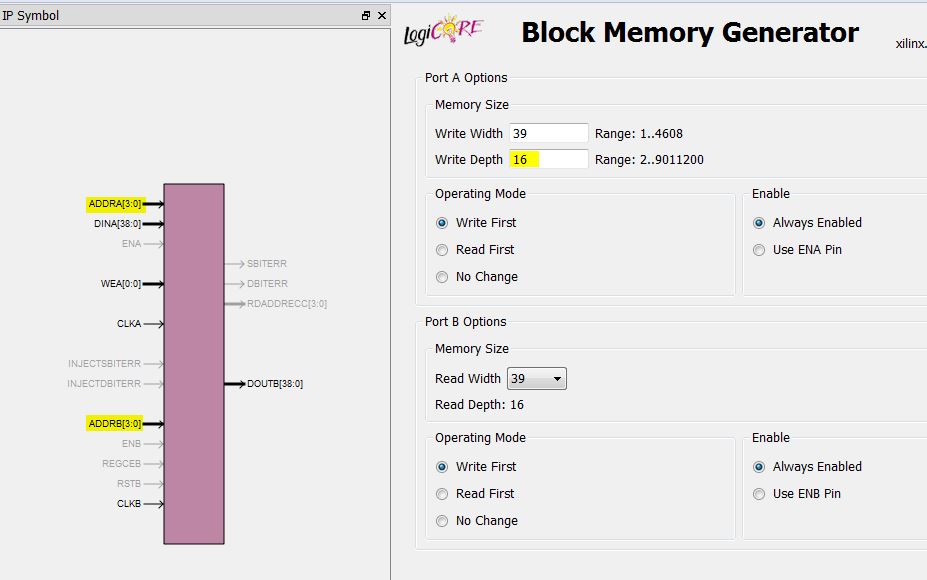 IP Symbol
LogiCORE
Block Memory Generator
xilinx.
Port A Options
Memory Size
Write Width 39 Range: 1..4608
Write Depth 16 Range: 2..9011200
Operating Mode
Write First
Read First
No Change
Enable
Always Enabled
Use ENA Pin
Port B Options
Memory Size
Read Width 39
Read Depth: 16
Operating Mode
Write First
Read First
No Change
Enable
Always Enabled
Use ENB Pin
ADDRA[3:0]
DINA[38:0]
ENA
WEA[0:0]
CLKA
INJECTSBITERR
INJECTDBITERR
ADDRB[3:0]
ENB
REGCEB
RSTB
CLKB
SBITERR
DBITERR
RDADDRECC[3:0]
DOUTB[38:0]